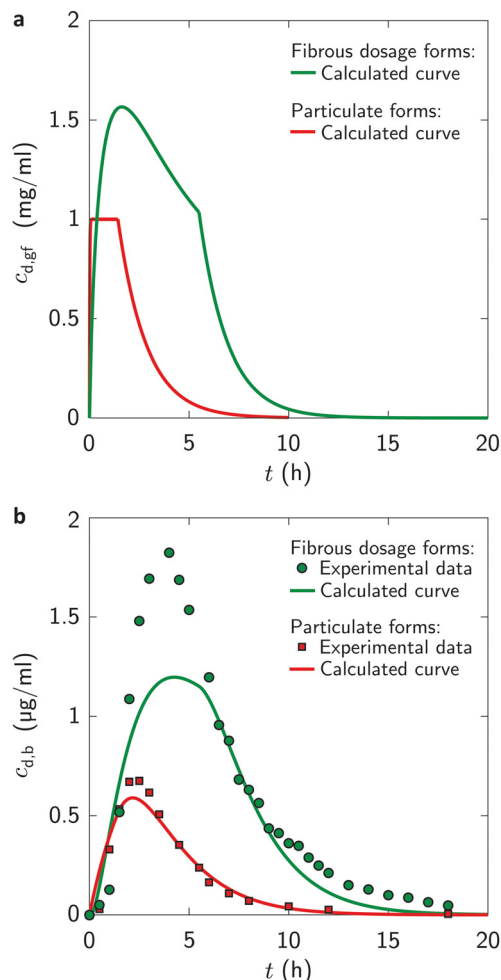 a
2
1.5
1
0.5
0
c_d,gf (mg/ml)
Fibrous dosage forms:
Calculated curve
Particulate forms:
Calculated curve
0 5 10 15 20
t (h)
b
2
1.5
1
0.5
0
c_d,b (µg/ml)
Fibrous dosage forms:
Experimental data
Calculated curve
Particulate forms:
Experimental data
Calculated curve
0 5 10 15 20
t (h)